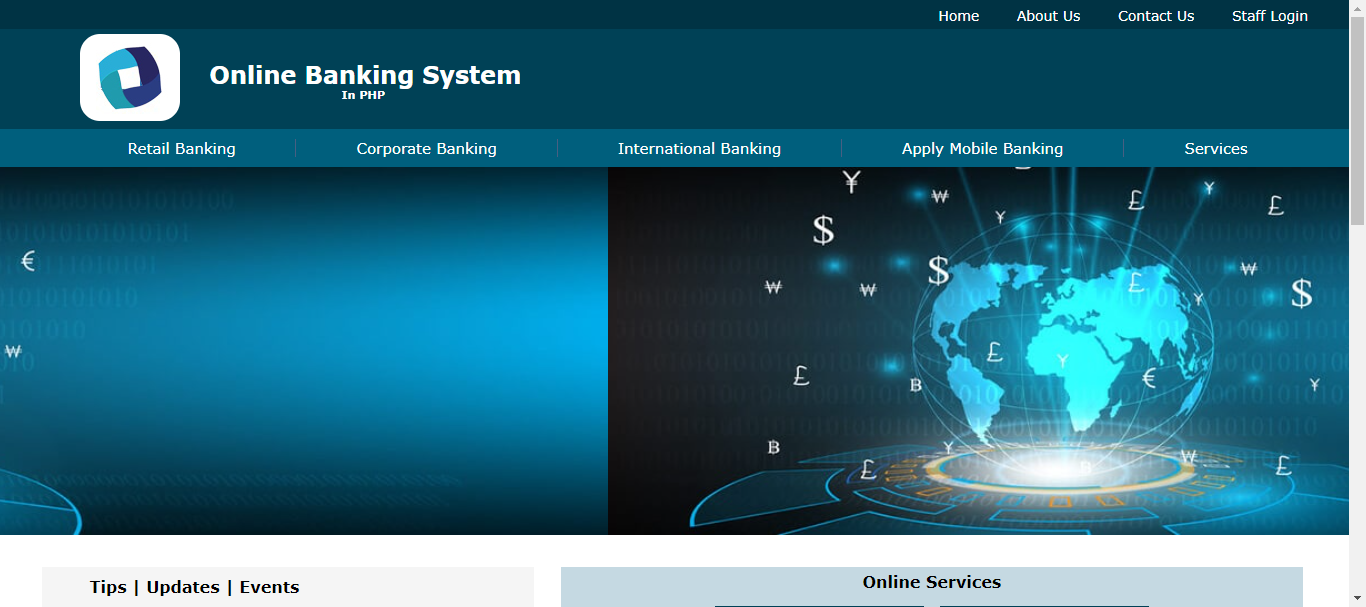 Home About Us Contact Us Staff Login
Online Banking System
In PHP
Retail Banking Corporate Banking International Banking Apply Mobile Banking Services
Tips | Updates | Events
Online Services